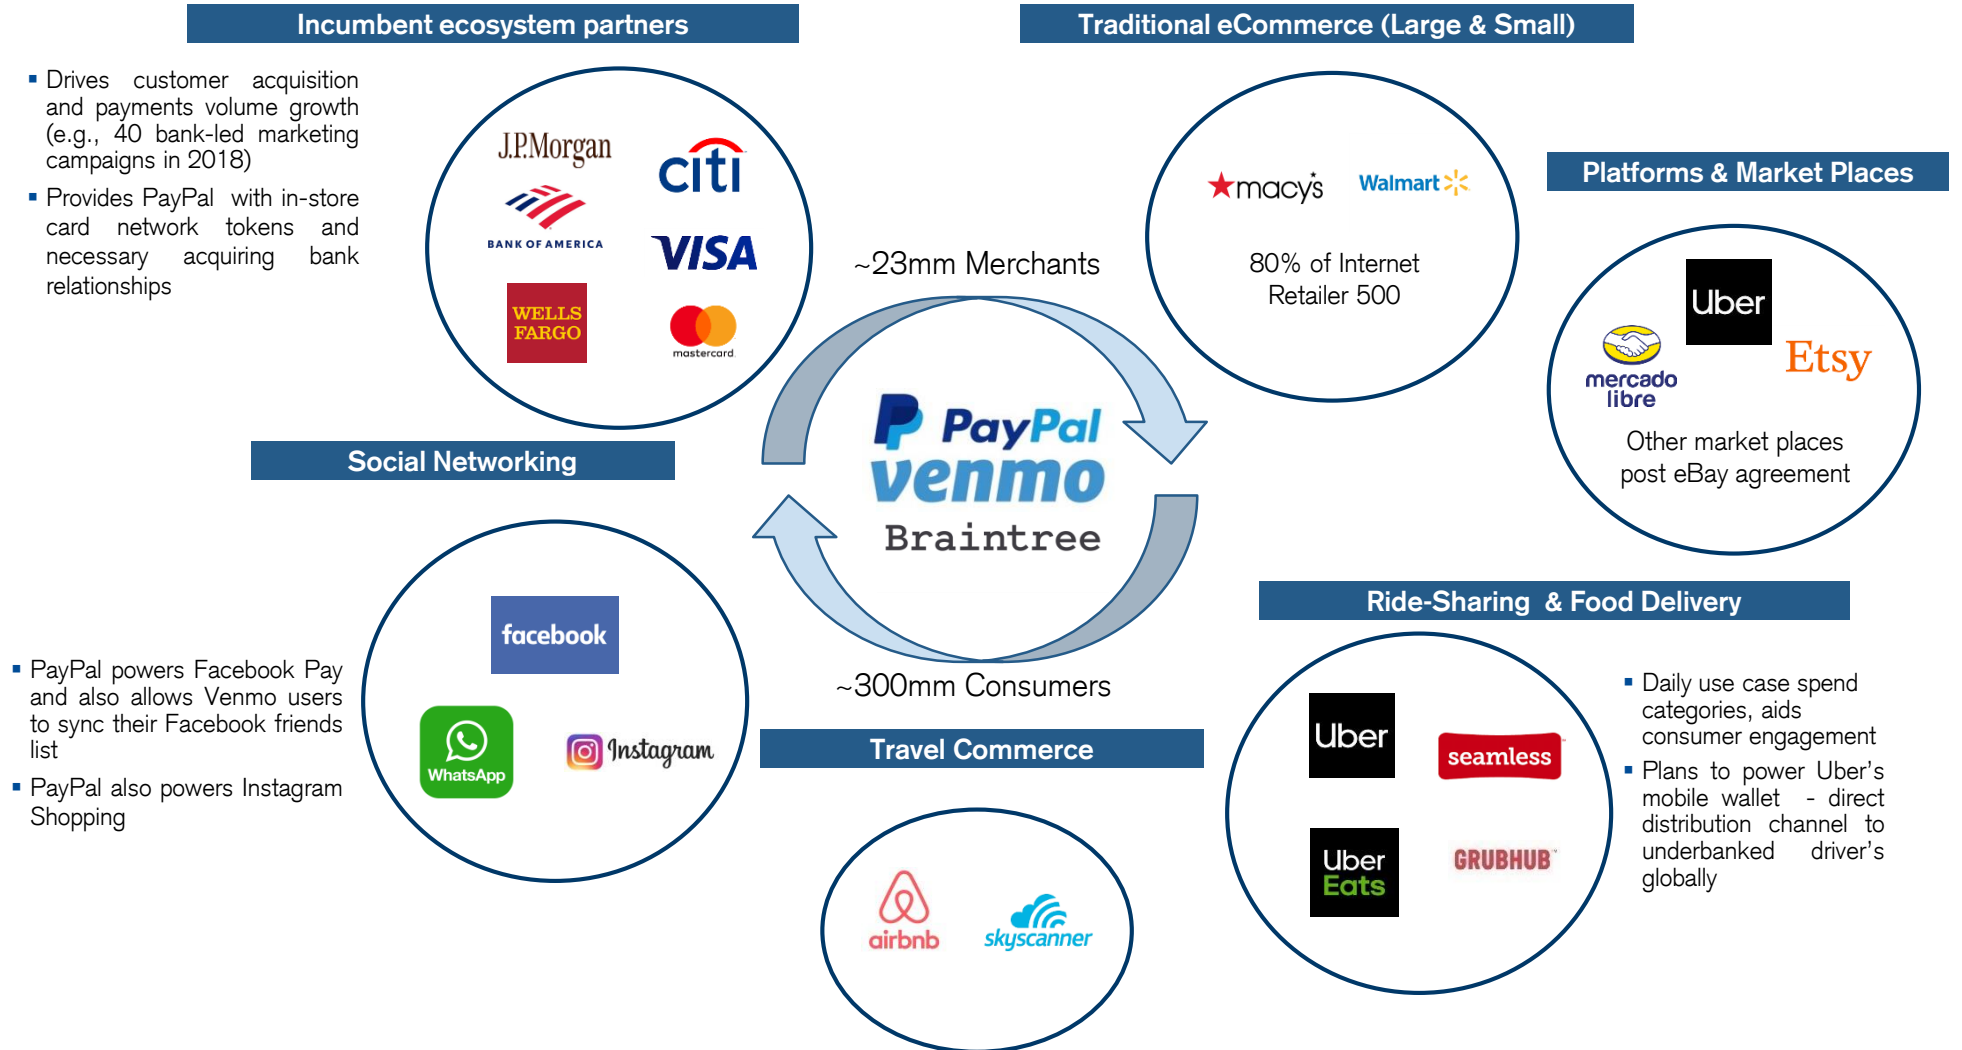 Incumbent ecosystem partners
Drives customer acquisition
and payments volume growth
(e.g., 40 bank-led marketing
campaigns in 2018)
Provides PayPal with in-store
card network tokens and
necessary acquiring bank
relationships
J.P.Morgan
citi
BANK OF AMERICA
VISA
WELLS
FARGO
mastercard
Traditional eCommerce (Large & Small)
macy's
Walmart
80% of Internet
Retailer 500
Platforms & Market Places
Uber
mercado
libre
Etsy
Other market places
post eBay agreement
~23mm Merchants
PayPal
venmo
Braintree
~300mm Consumers
Social Networking
facebook
WhatsApp
Instagram
PayPal powers Facebook Pay
and also allows Venmo users
to sync their Facebook friends
list
PayPal also powers Instagram
Shopping
Travel Commerce
airbnb
skyscanner
Ride-Sharing & Food Delivery
Uber
seamless
Uber
Eats
GRUBHUB
Daily use case spend
categories, aids
consumer engagement
Plans to power Uber's
mobile wallet - direct
distribution channel to
underbanked driver's
globally